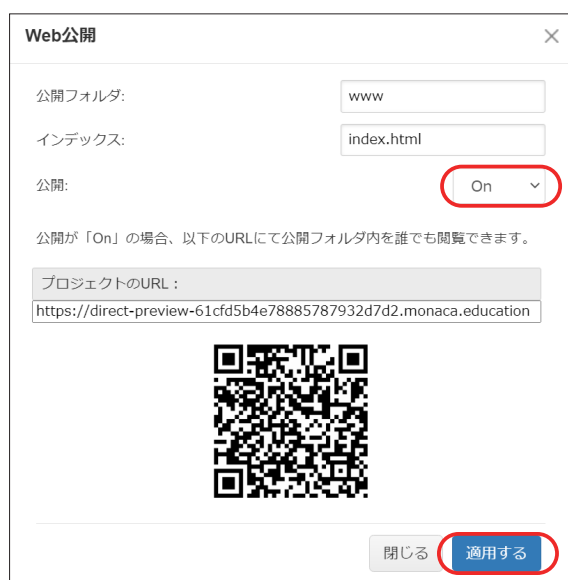 Web公開
公開フォルダ: www
インデックス: index.html
公開: On
公開が「On」の場合、以下のURLにて公開フォルダ内を誰でも閲覧できます。
プロジェクトのURL：
https://direct-preview-61cfd5b4e78885787932d7d2.monaca.education
閉じる 適用する